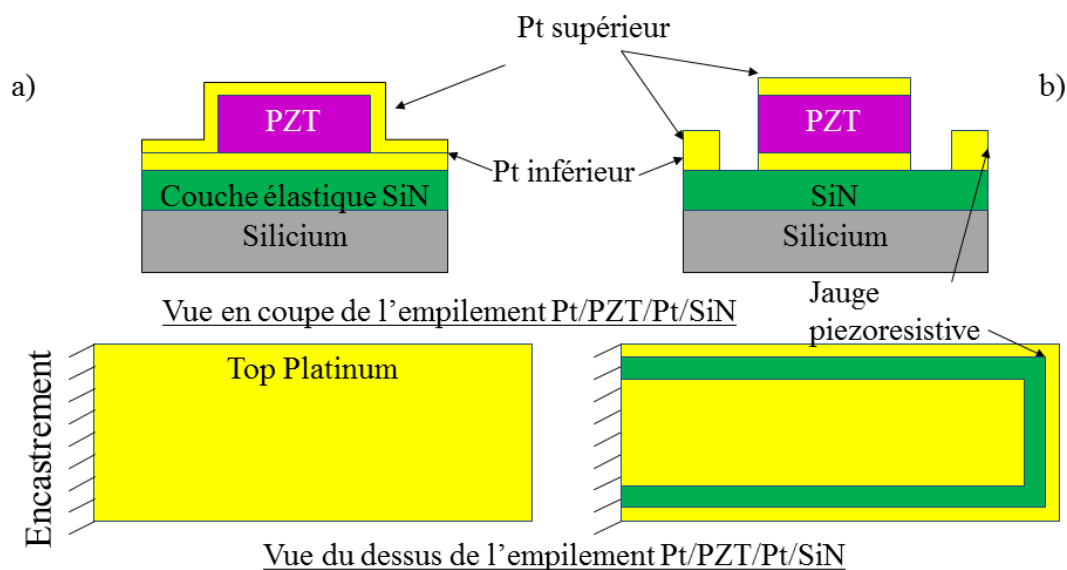 Pt supérieur
a)
b)
PZT
PZT
Pt inférieur
Couche élastique SiN
SiN
Silicium
Silicium
Vue en coupe de l’empilement Pt/PZT/Pt/SiN
Jauge
piezoresistive
Encastrement
Top Platinum
Vue du dessus de l’empilement Pt/PZT/Pt/SiN